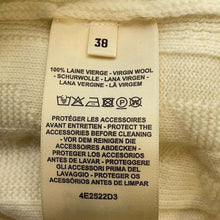 38
100% LAINE VIERGE - VIRGIN WOOL
- SCHURWOLLE - LANA VIRGEN
- LANA VERGINE - LÃ VIRGEM
PROTÉGER LES ACCESSOIRES
AVANT ENTRETIEN - PROTECT THE
ACCESSORIES BEFORE CLEANING
- VOR DEM REINIGEN DIE
ACCESSOIRES ABDECKEN -
PROTEGER LOS ACCESORIOS
ANTES DE LAVAR - PROTEGGERE
GLI ACCESSORI PRIMA DEL
LAVAGGIO - PROTEGER OS
ACESSÓRIOS ANTES DE LIMPAR
4E2522D3